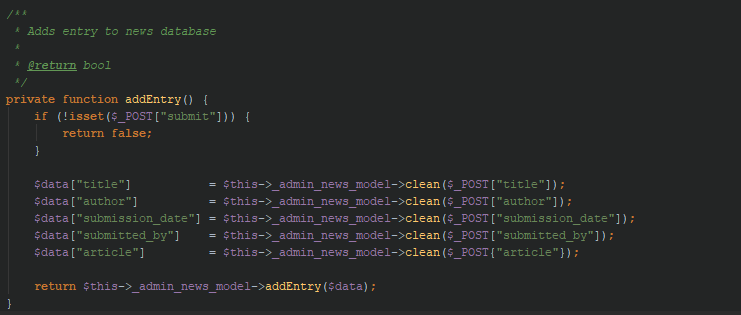 /**
 * Adds entry to news database
 *
 * @return bool
 */
private function addEntry() {
    if (!isset($_POST["submit"])) {
        return false;
    }

    $data["title"]           = $this->_admin_news_model->clean($_POST["title"]);
    $data["author"]          = $this->_admin_news_model->clean($_POST["author"]);
    $data["submission_date"] = $this->_admin_news_model->clean($_POST["submission_date"]);
    $data["submitted_by"]    = $this->_admin_news_model->clean($_POST["submitted_by"]);
    $data["article"]         = $this->_admin_news_model->clean($_POST{"article"});

    return $this->_admin_news_model->addEntry($data);
}